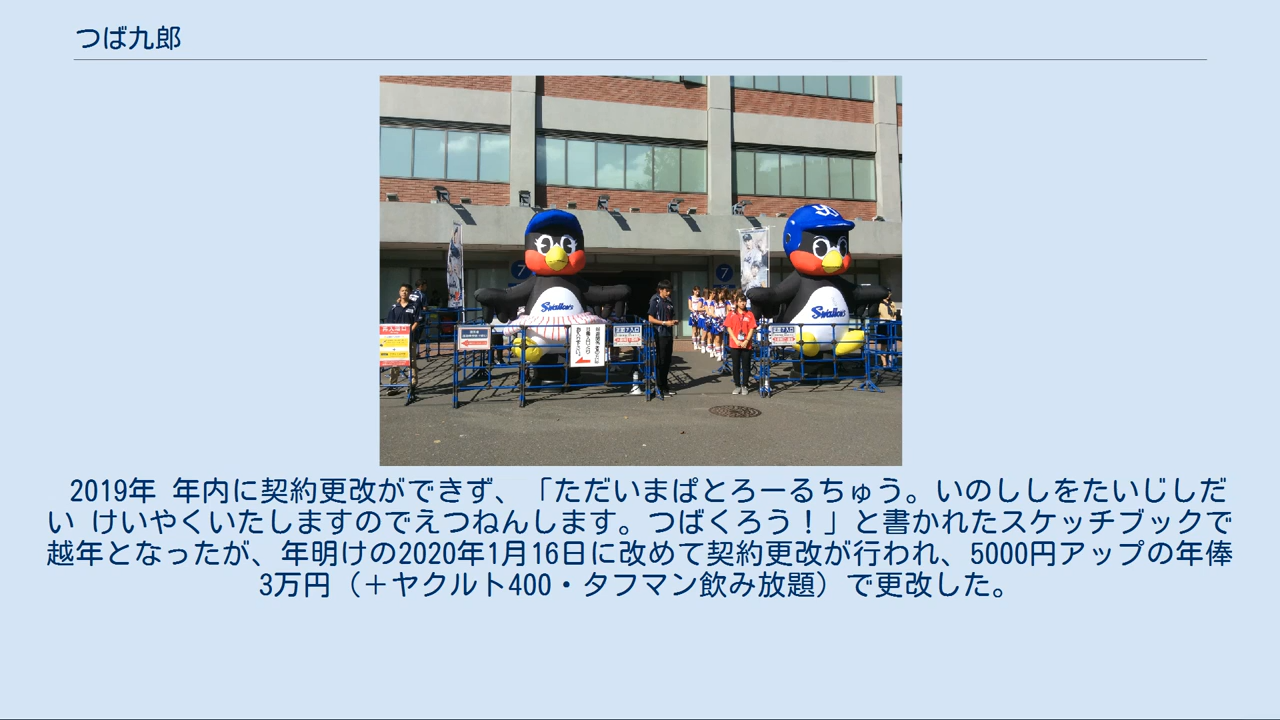 つば九郎
7
7
Swallows
Swallows
2019年 年内に契約更改ができず、「ただいまぱとろーるちゅう。いのししをたいじしだ
い けいやくいたしますのでえつねんします。つばくろう！」と書かれたスケッチブックで
越年となったが、年明けの2020年1月16日に改めて契約更改が行われ、5000円アップの年俸
3万円（＋ヤクルト400・タフマン飲み放題）で更改した。